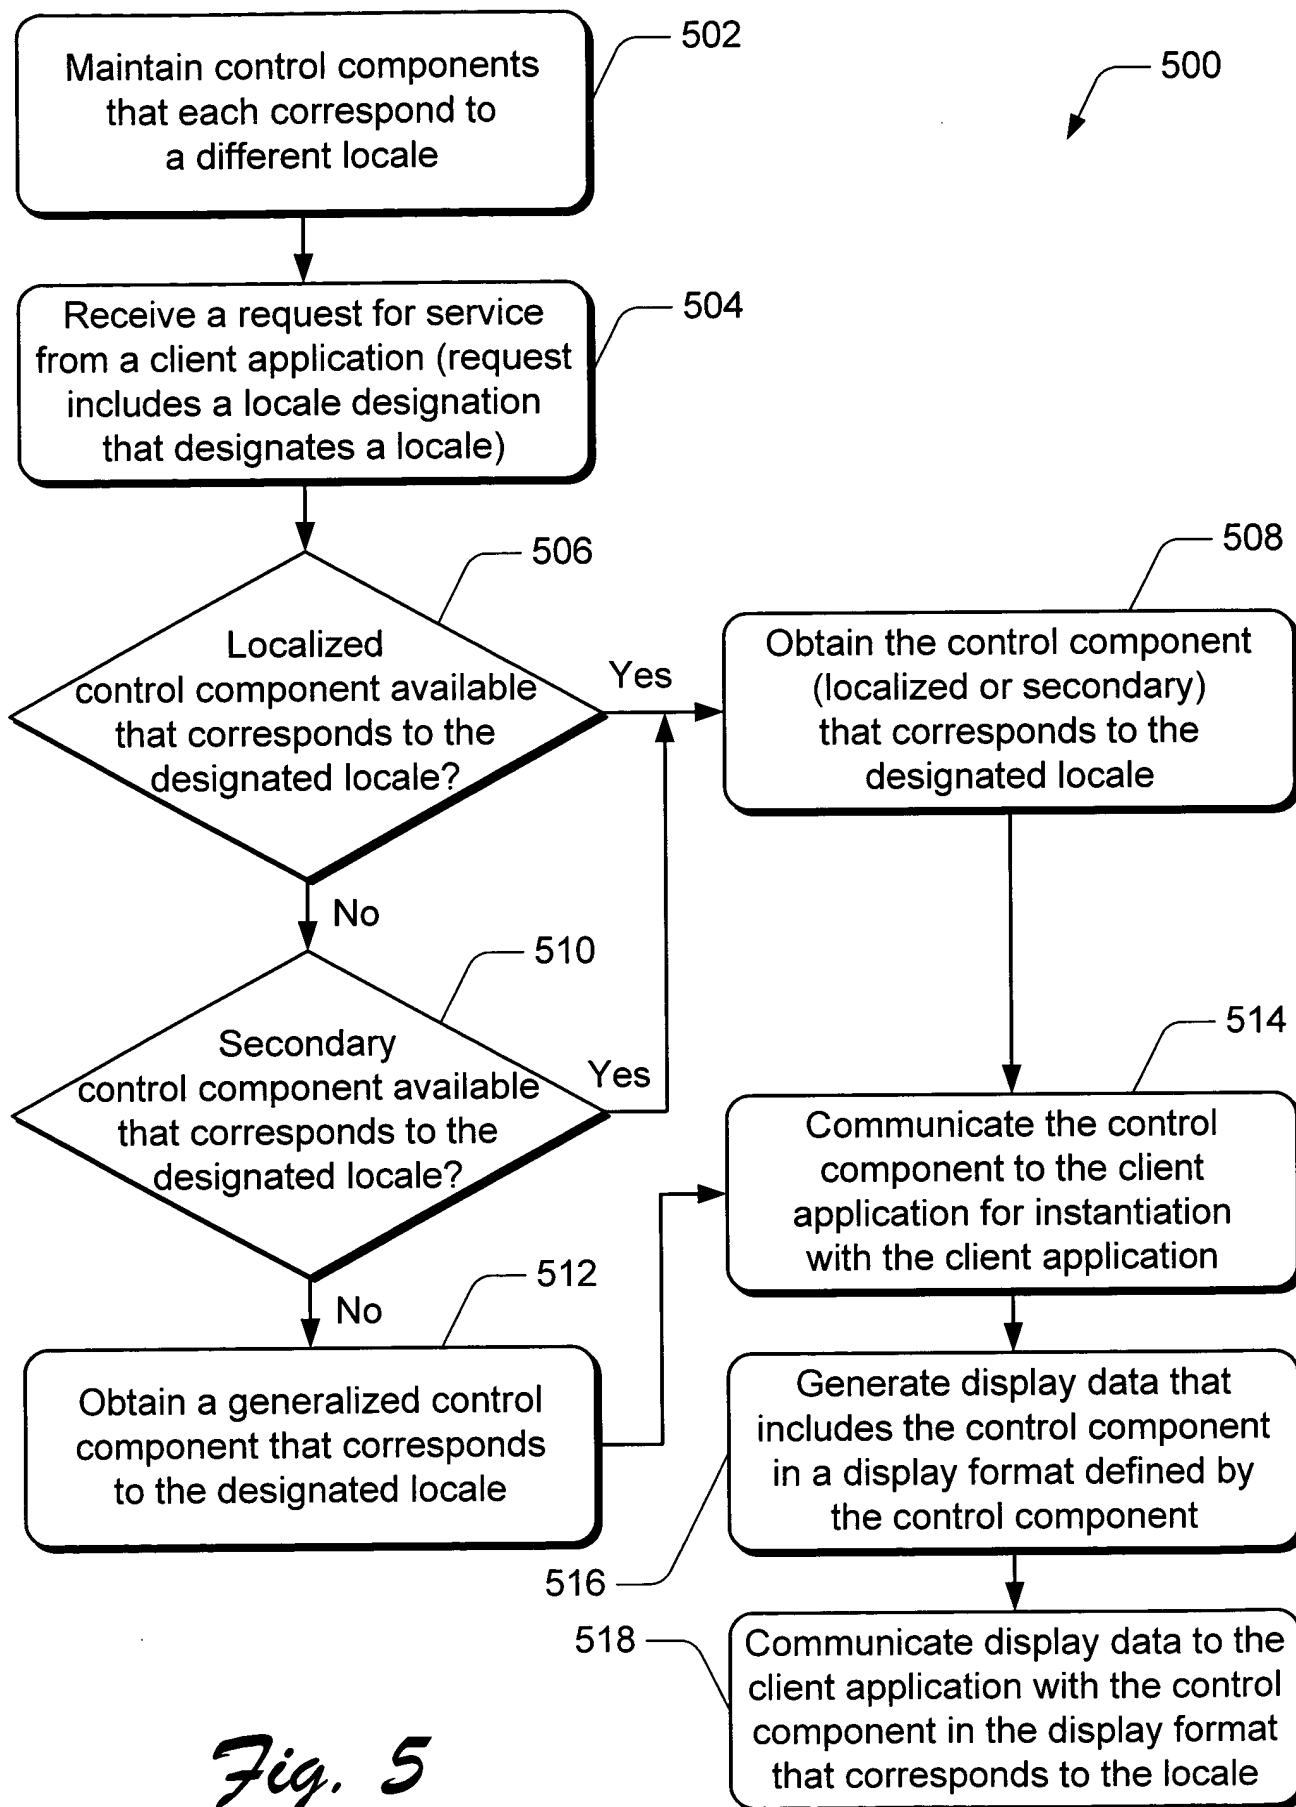 502
Maintain control components
that each correspond to
a different locale
500
504
Receive a request for service
from a client application (request
includes a locale designation
that designates a locale)
506
Localized
control component available
that corresponds to the
designated locale?
Yes
No
508
Obtain the control component
(localized or secondary)
that corresponds to the
designated locale
510
Secondary
control component available
that corresponds to the
designated locale?
Yes
No
512
Obtain a generalized control
component that corresponds
to the designated locale
514
Communicate the control
component to the client
application for instantiation
with the client application
Generate display data that
includes the control component
in a display format defined by
the control component
516
518
Communicate display data to the
client application with the control
component in the display format
that corresponds to the locale
Fig. 5